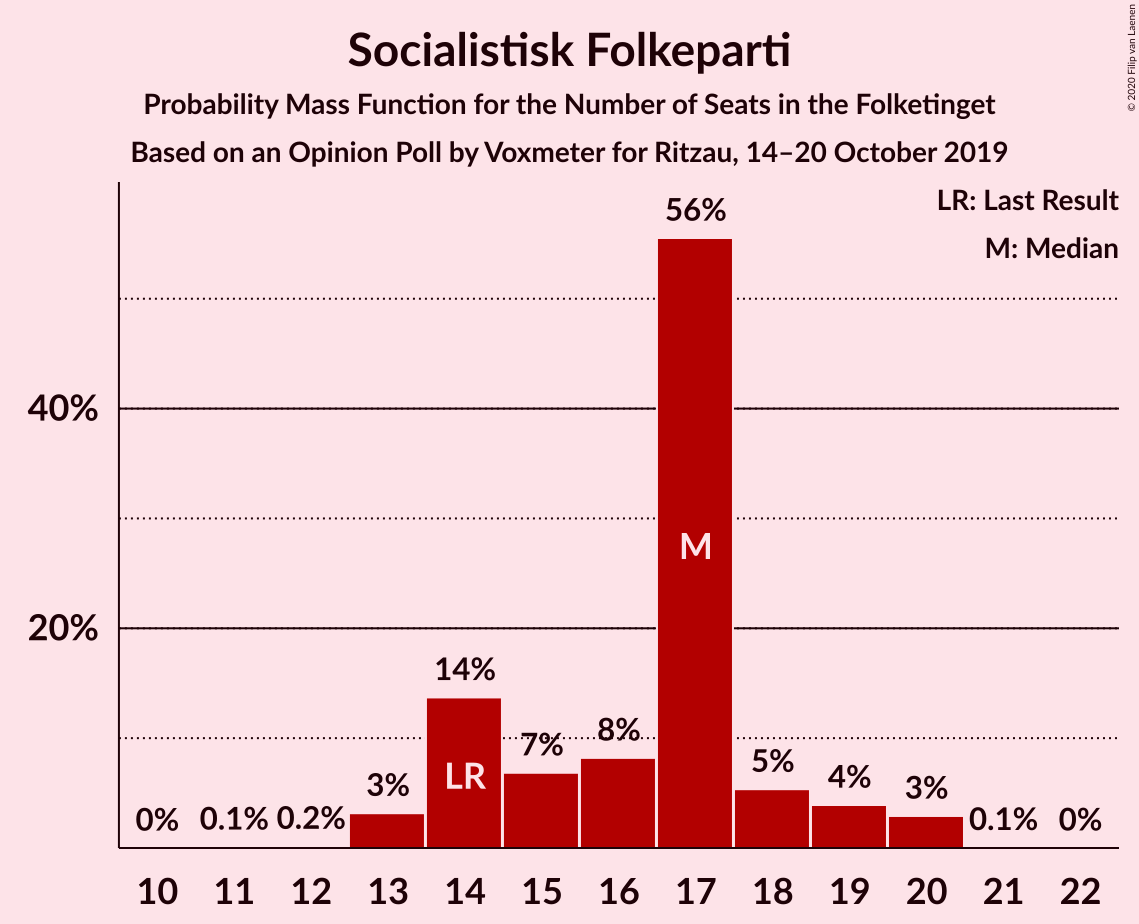 Socialistisk Folkeparti
Probability Mass Function for the Number of Seats in the Folketinget
Based on an Opinion Poll by Voxmeter for Ritzau, 14–20 October 2019
© 2020 Filip van Laenen
LR: Last Result
M: Median
56%
40%
M
20%
14%
8%
7%
LR
5%
4%
3%
3%
0%
0.1%
0.2%
0.1%
0%
10 11 12 13 14 15 16 17 18 19 20 21 22